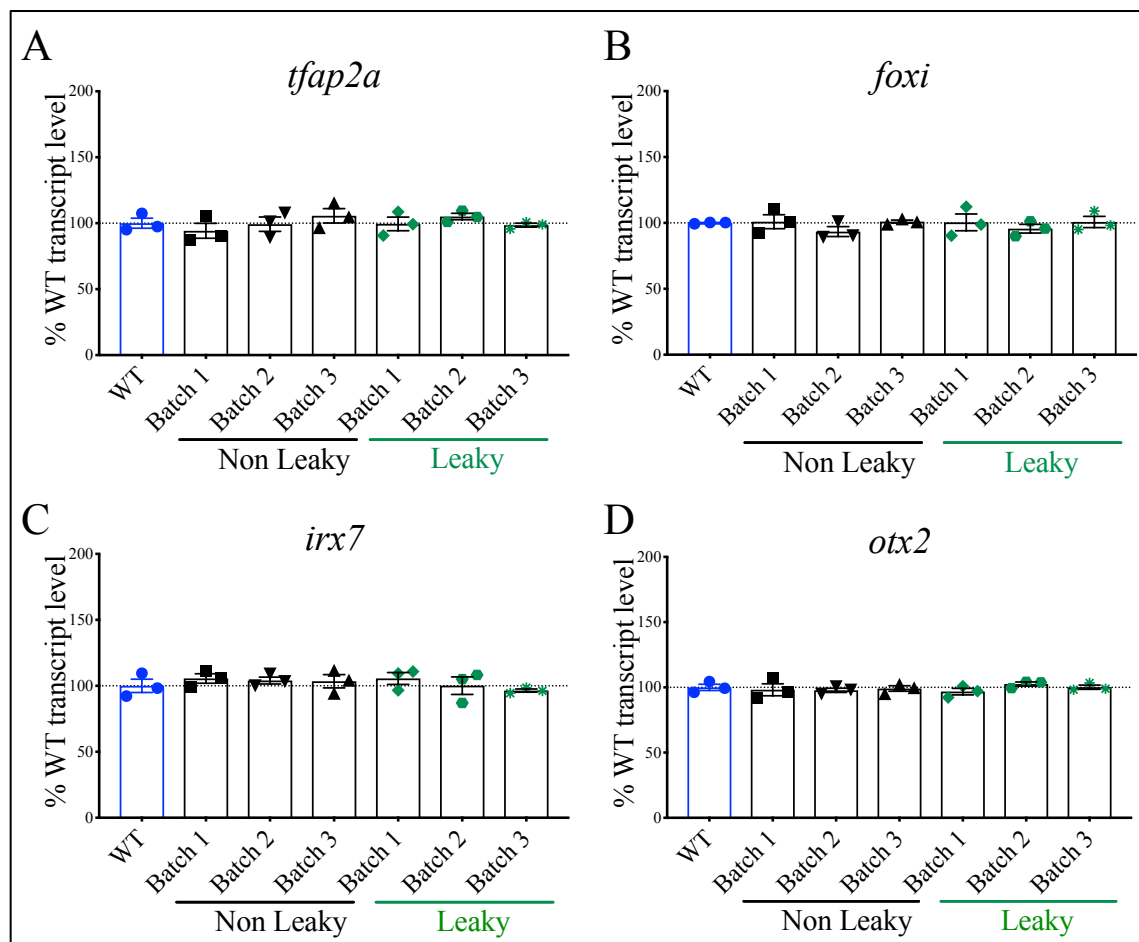 A
tfap2a
% WT transcript level
200
150
100
50
0
WT
Batch 1
Batch 2
Batch 3
Batch 1
Batch 2
Batch 3
Non Leaky
Leaky
B
foxi
% WT transcript level
200
150
100
50
0
WT
Batch 1
Batch 2
Batch 3
Batch 1
Batch 2
Batch 3
Non Leaky
Leaky
C
irx7
% WT transcript level
200
150
100
50
0
WT
Batch 1
Batch 2
Batch 3
Batch 1
Batch 2
Batch 3
Non Leaky
Leaky
D
otx2
% WT transcript level
200
150
100
50
0
WT
Batch 1
Batch 2
Batch 3
Batch 1
Batch 2
Batch 3
Non Leaky
Leaky